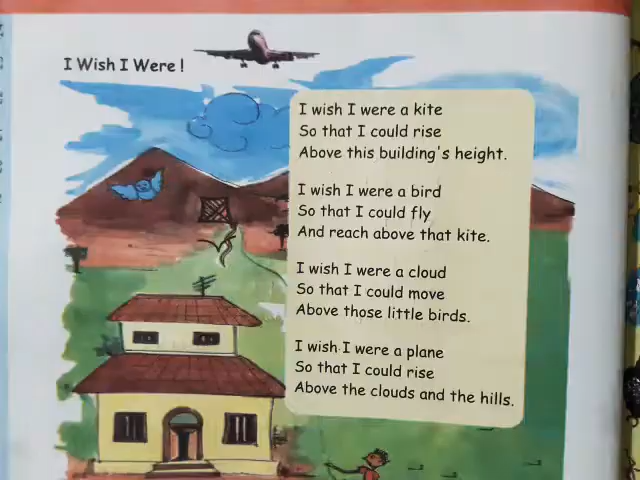 I Wish I Were !
I wish I were a kite
So that I could rise
Above this building's height.
I wish I were a bird
So that I could fly
And reach above that kite.
I wish I were a cloud
So that I could move
Above those little birds.
I wish I were a plane
So that I could rise
Above the clouds and the hills.